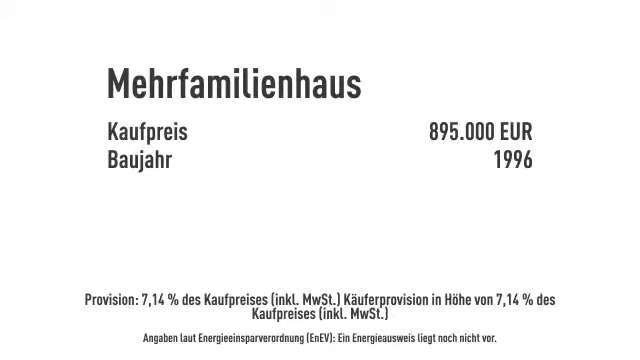 Mehrfamilienhaus
Kaufpreis 895.000 EUR
Baujahr 1996
Provision: 7,14 % des Kaufpreises (inkl. MwSt.) Käuferprovision in Höhe von 7,14 % des
Kaufpreises (inkl. MwSt.)
Angaben laut Energieeinsparverordnung (EnEV): Ein Energieausweis liegt noch nicht vor.